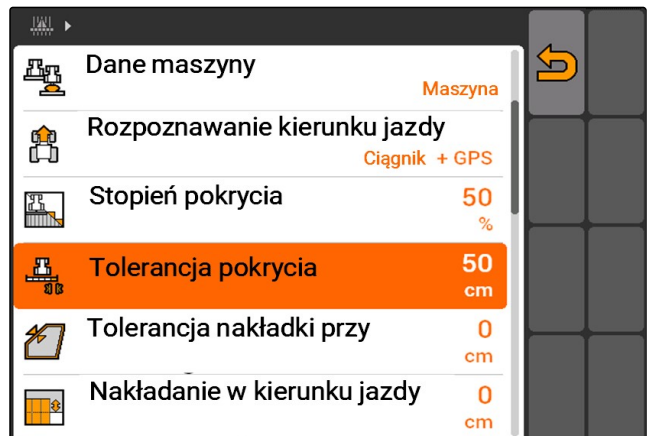 Dane maszyny
Maszyna
Rozpoznawanie kierunku jazdy
Ciągnik + GPS
Stopień pokrycia
50
%
Tolerancja pokrycia
50
cm
Tolerancja nakładki przy
0
cm
Nakładanie w kierunku jazdy
0
cm